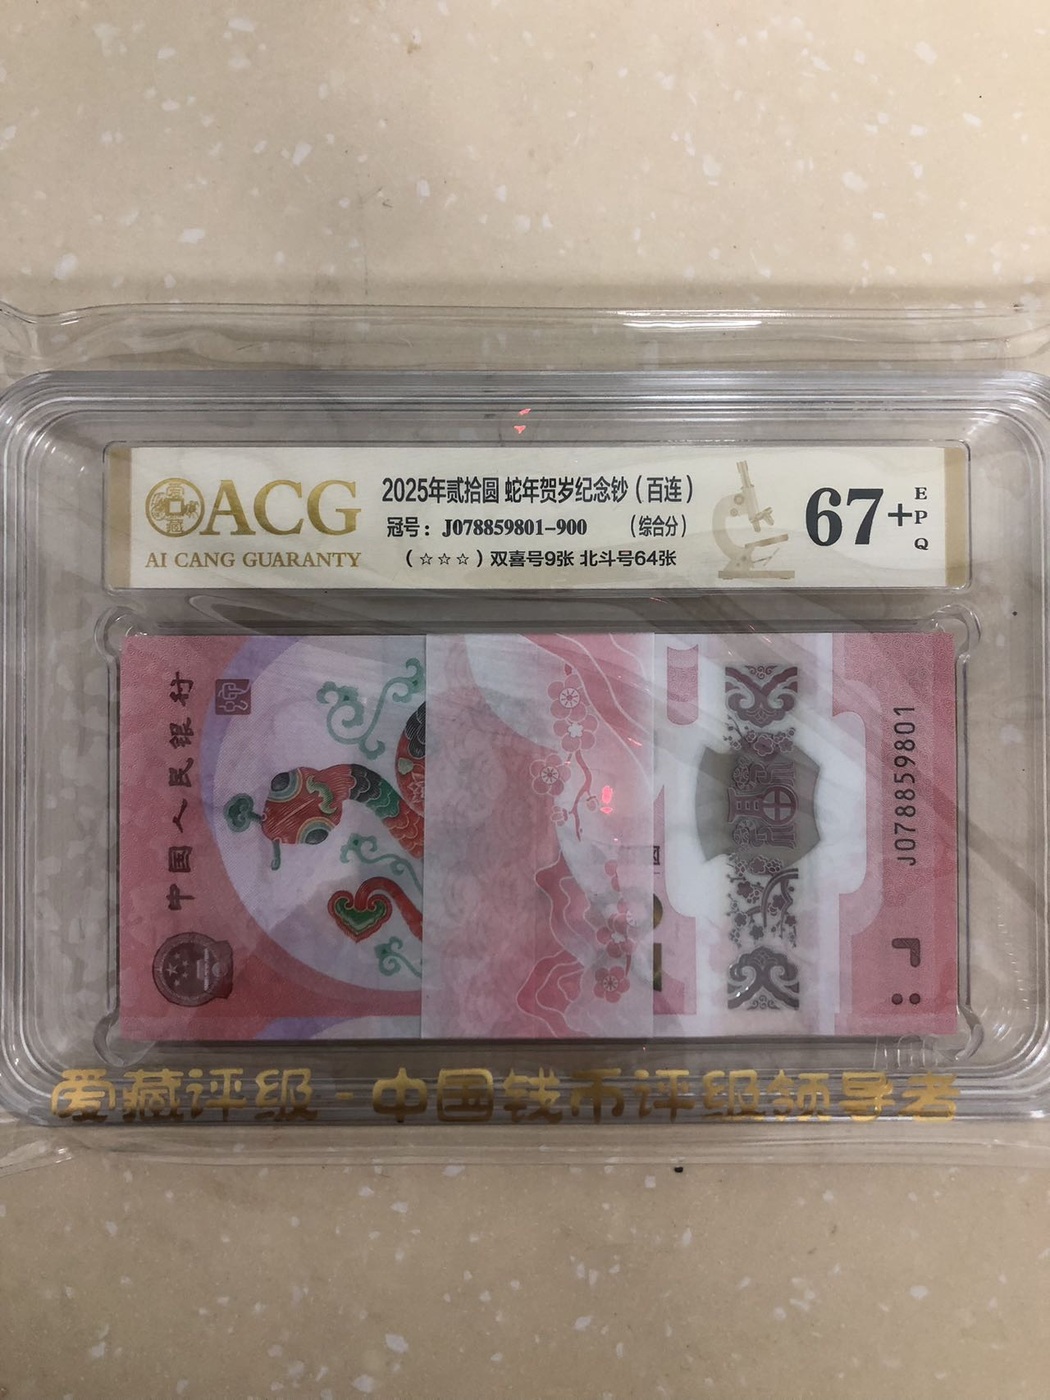 ACG
AI CANG GUARANTY
2025年贰拾圆 蛇年贺岁纪念钞（百连）
冠号：J078859801-900 （综合分）
（☆☆☆）双喜号9张 北斗号64张
67+
EPQ
中国人民银行
J078859801
爱藏评级-中国钱币评级领导者